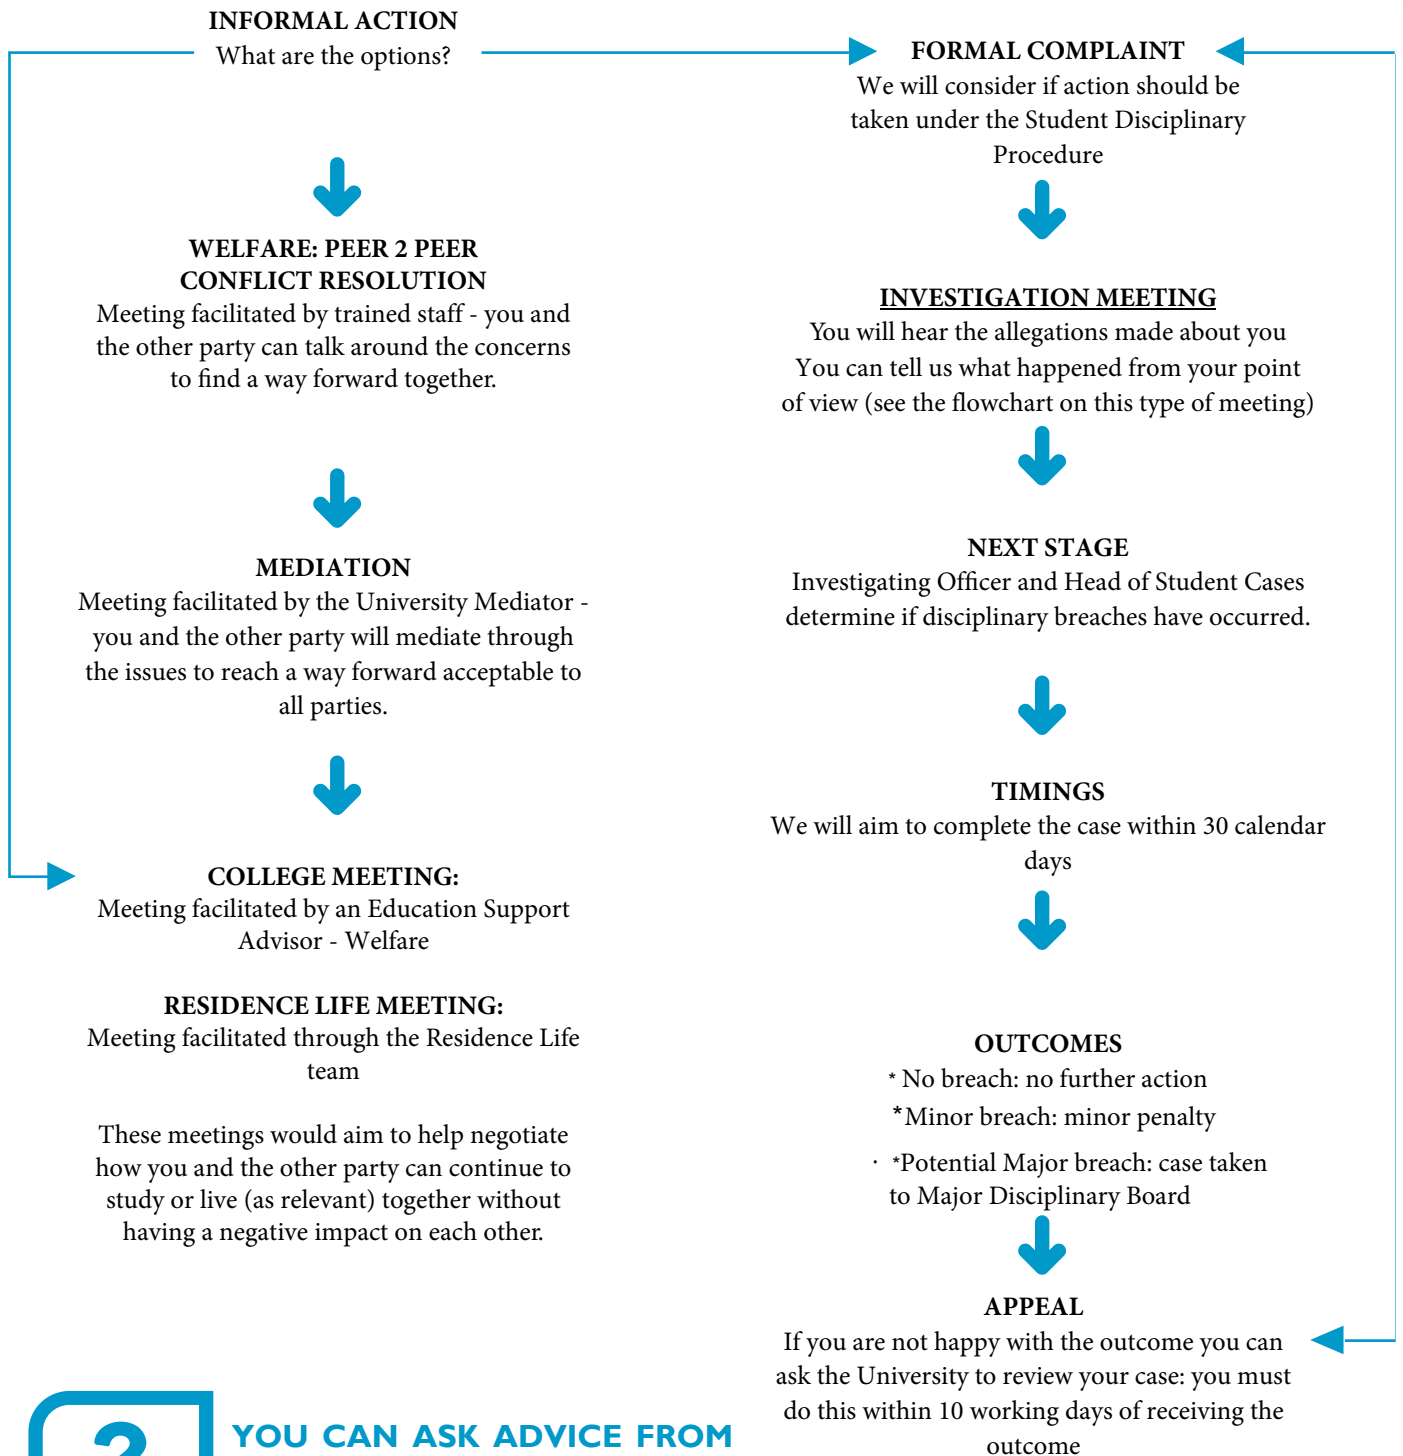 INFORMAL ACTION
What are the options?
WELFARE: PEER 2 PEER
CONFLICT RESOLUTION
Meeting facilitated by trained staff - you and
the other party can talk around the concerns
to find a way forward together.
MEDIATION
Meeting facilitated by the University Mediator -
you and the other party will mediate through
the issues to reach a way forward acceptable to
all parties.
COLLEGE MEETING:
Meeting facilitated by an Education Support
Advisor - Welfare
RESIDENCE LIFE MEETING:
Meeting facilitated through the Residence Life
team
These meetings would aim to help negotiate
how you and the other party can continue to
study or live (as relevant) together without
having a negative impact on each other.
FORMAL COMPLAINT
We will consider if action should be
taken under the Student Disciplinary
Procedure
INVESTIGATION MEETING
You will hear the allegations made about you
You can tell us what happened from your point
of view (see the flowchart on this type of meeting)
NEXT STAGE
Investigating Officer and Head of Student Cases
determine if disciplinary breaches have occurred.
TIMINGS
We will aim to complete the case within 30 calendar
days
OUTCOMES
* No breach: no further action
*Minor breach: minor penalty
· *Potential Major breach: case taken
to Major Disciplinary Board
APPEAL
If you are not happy with the outcome you can
ask the University to review your case: you must
do this within 10 working days of receiving the
outcome
YOU CAN ASK ADVICE FROM